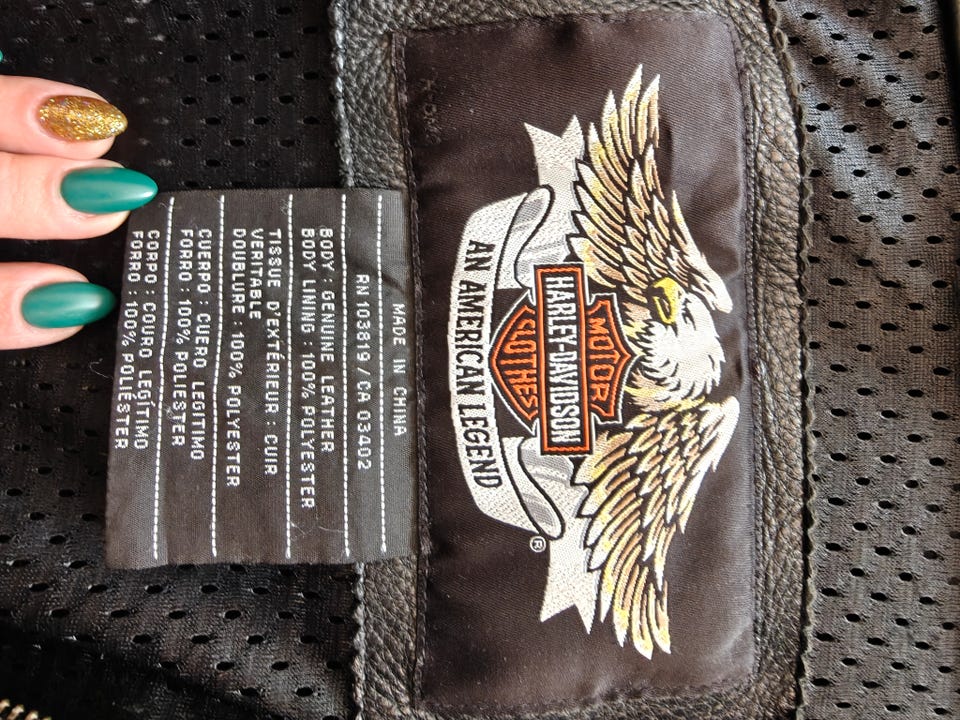 MOTOR
HARLEY-DAVIDSON
CLOTHES
AN AMERICAN LEGEND
®
MADE IN CHINA
RN 103819 / CA 03402
BODY : GENUINE LEATHER
BODY LINING : 100% POLYESTER
TISSUE D'EXTÉRIEUR : CUIR
VERITABLE
DOUBLURE : 100% POLYESTER
CUERPO : CUERO LEGITIMO
FORRO : 100% POLIESTER
CORPO : COURO LEGÍTIMO
FORRO : 100% POLIÉSTER